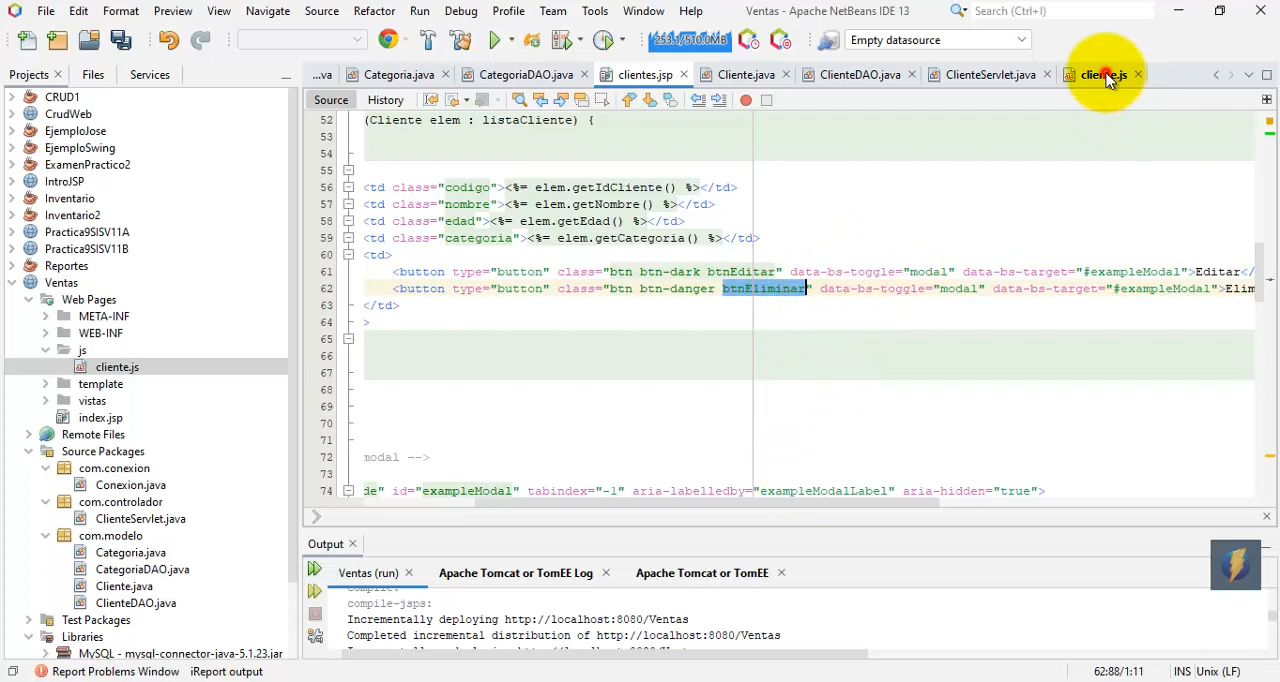 File Edit Format Mark View Navigate Source Refactor Run Debug Profile Team Tools Window Help Ventas - Apache NetBeans IDE 13 Search (Ctrl+I)
253.1/510.0MB Empty datasource
Projects Files Services ...va Categoria.java CategoriaDAO.java clientes.jsp Cliente.java ClienteDAO.java ClienteServlet.java cliente.js
Source History
CRUD1
CrudWeb
EjemploJose
EjemploSwing
ExamenPractico2
IntroJSP
Inventario
Inventario2
Practica9SISV11A
Practica9SISV11B
Reportes
Ventas
Web Pages
META-INF
WEB-INF
js
cliente.js
template
vistas
index.jsp
Remote Files
Source Packages
com.conexion
Conexion.java
com.controlador
ClienteServlet.java
com.modelo
Categoria.java
CategoriaDAO.java
Cliente.java
ClienteDAO.java
Test Packages
Libraries
MySQL - mysql-connector-java-5.1.23.jar
52 (Cliente elem : listaCliente) {
53
54
55
56 <td class="codigo"><%= elem.getIdCliente() %></td>
57 <td class="nombre"><%= elem.getNombre() %></td>
58 <td class="edad"><%= elem.getEdad() %></td>
59 <td class="categoria"><%= elem.getCategoria() %></td>
60 <td>
61 <button type="button" class="btn btn-dark btnEditar" data-bs-toggle="modal" data-bs-target="#exampleModal">Editar</
62 <button type="button" class="btn btn-danger btnEliminar" data-bs-toggle="modal" data-bs-target="#exampleModal">Elim
63 </td>
64 >
65
66
67
68
69
70
71
72 modal -->
73
74 de" id="exampleModal" tabindex="-1" aria-labelledby="exampleModalLabel" aria-hidden="true">
Output
Ventas (run) Apache Tomcat or TomEE Log Apache Tomcat or TomEE
compile:
compile-jsps:
Incrementally deploying http://localhost:8080/Ventas
Completed incremental distribution of http://localhost:8080/Ventas
Report Problems Window iReport output 62:88/1:11 INS Unix (LF)